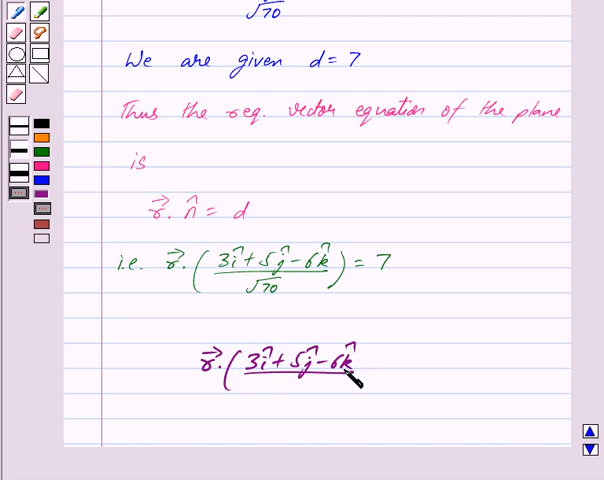 √70
We are given d = 7
Thus the req. vector equation of the plane
is
r⃗ . n̂ = d
i.e. r⃗ . ( 3î + 5ĵ - 6k̂ / √70 ) = 7
r⃗ . ( 3î + 5ĵ - 6k̂